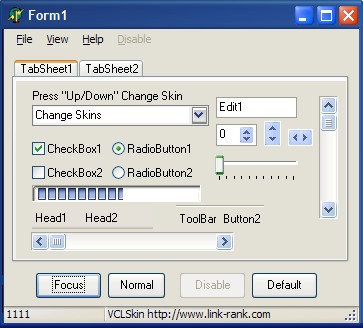 Form1
File View Help Disable
TabSheet1 TabSheet2
Press "Up/Down" Change Skin
Edit1
Change Skins
0
CheckBox1 RadioButton1
CheckBox2 RadioButton2
Head1 Head2 ToolBar Button2
Focus Normal Disable Default
1111 VCLSkin http://www.link-rank.com